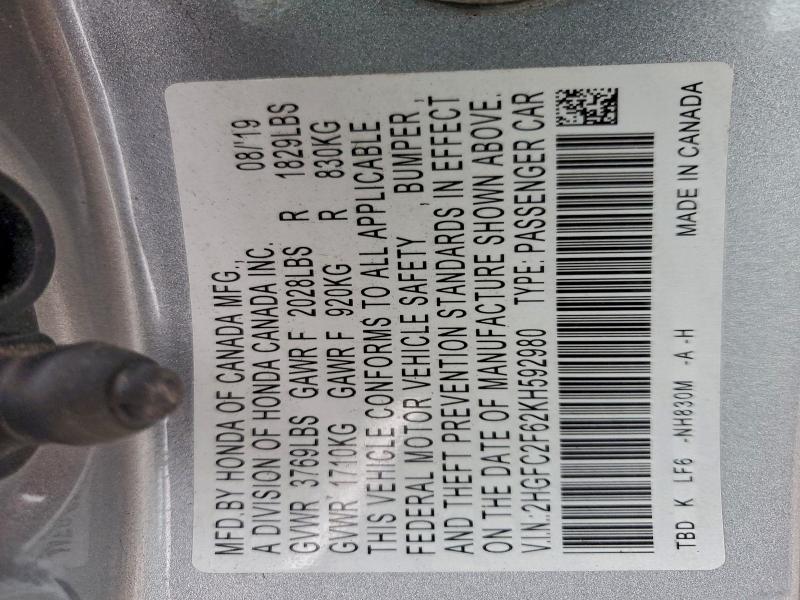 MFD.BY HONDA OF CANADA MFG., 08/'19
A DIVISION OF HONDA CANADA INC.
GVWR 3769LBS GAWR F 2028LBS R 1829LBS
GVWR 1710KG GAWR F 920KG R 830KG
THIS VEHICLE CONFORMS TO ALL APPLICABLE
FEDERAL MOTOR VEHICLE SAFETY , BUMPER ,
AND THEFT PREVENTION STANDARDS IN EFFECT
ON THE DATE OF MANUFACTURE SHOWN ABOVE.
V.I.N.:2HGFC2F62KH592980 TYPE: PASSENGER CAR
TBD K LF6 -NH830M -A -H MADE IN CANADA